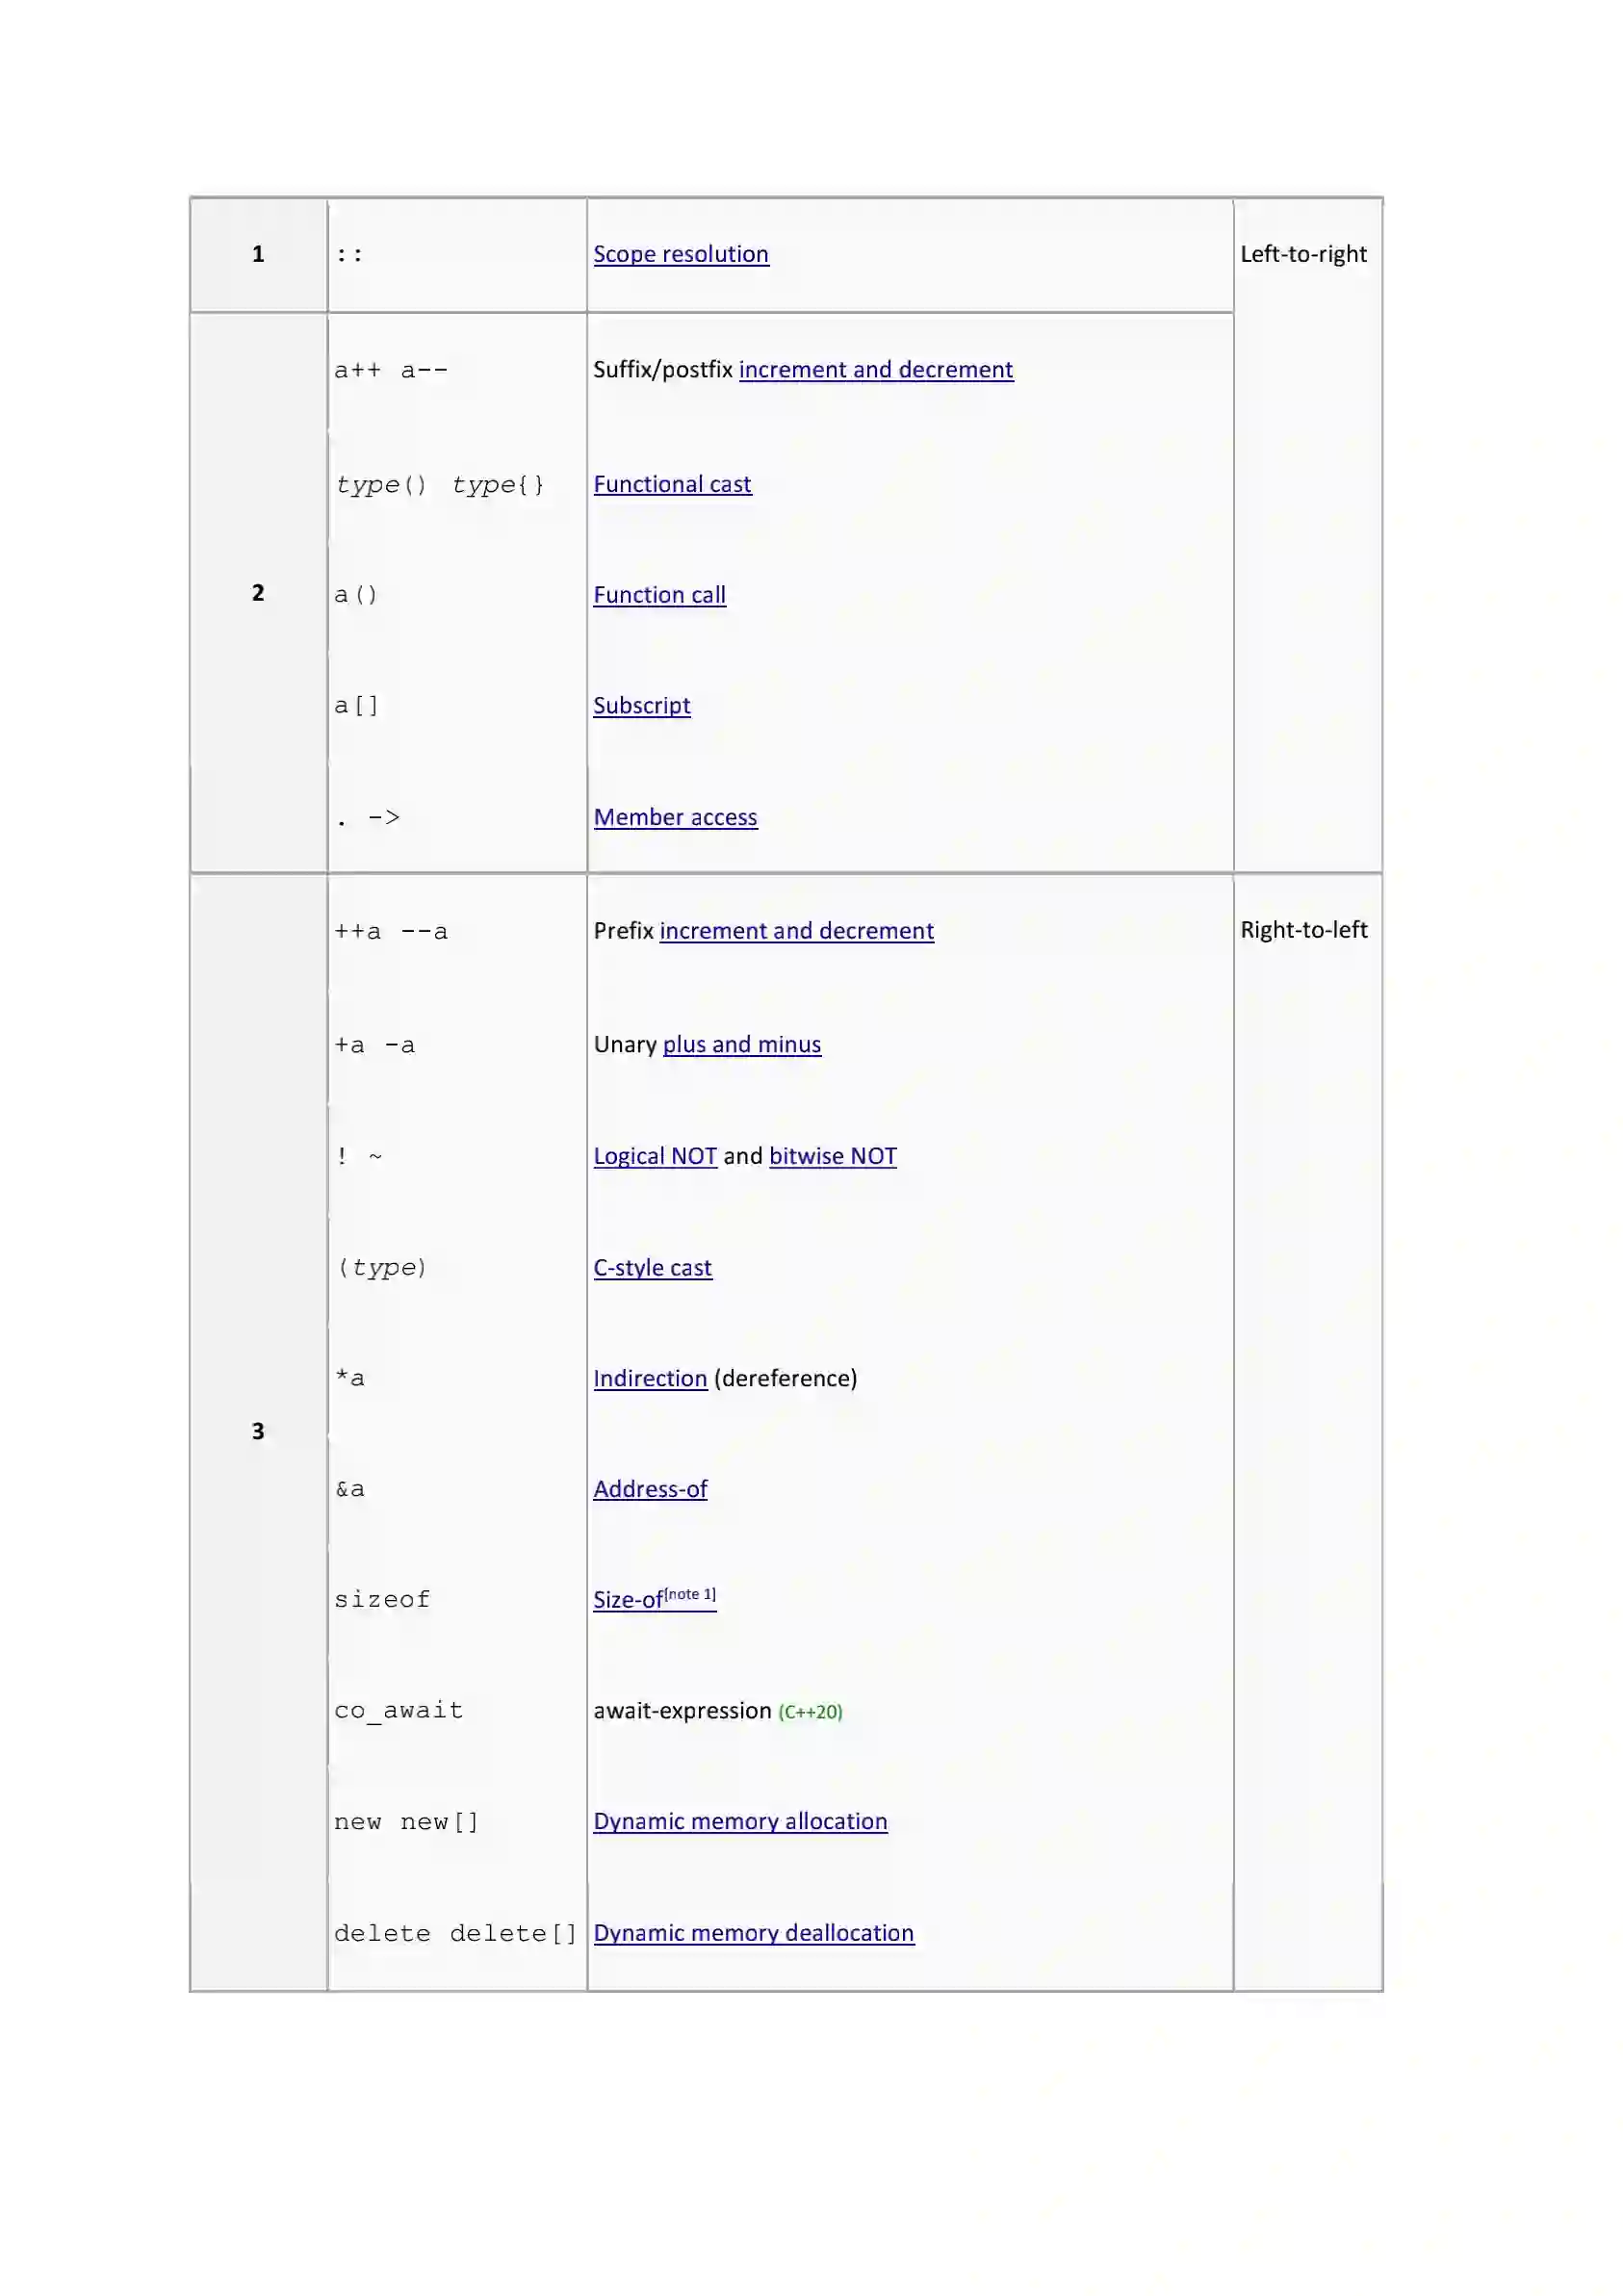 1 :: Scope resolution Left-to-right
a++ a-- Suffix/postfix increment and decrement
type() type{} Functional cast
2 a() Function call
a[] Subscript
. -> Member access
++a --a Prefix increment and decrement Right-to-left
+a -a Unary plus and minus
! ~ Logical NOT and bitwise NOT
(type) C-style cast
*a Indirection (dereference)
3
&a Address-of
sizeof Size-of[note 1]
co_await await-expression (C++20)
new new[] Dynamic memory allocation
delete delete[] Dynamic memory deallocation